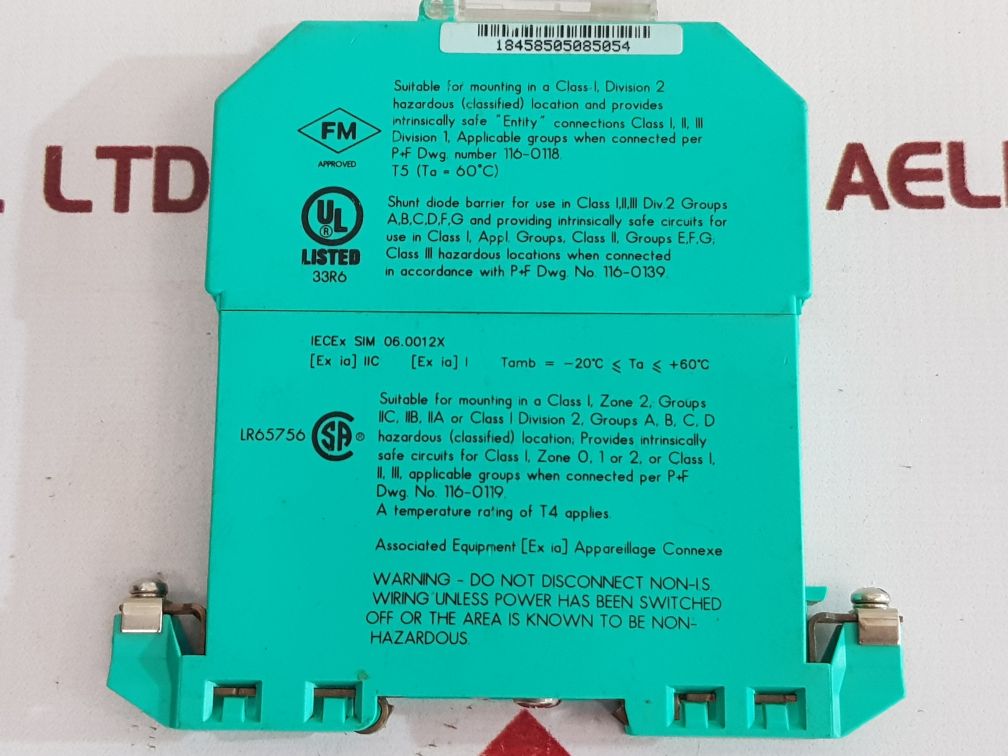 18458505085054
Suitable for mounting in a Class I, Division 2
hazardous (classified) location and provides
intrinsically safe "Entity" connections Class I, II, III
Division 1, Applicable groups when connected per
P+F Dwg. number 116-0118.
T5 (Ta = 60°C)
FM
APPROVED
Shunt diode barrier for use in Class I,II,III Div.2 Groups
A,B,C,D,F,G and providing intrinsically safe circuits for
use in Class I, Appl. Groups, Class II, Groups E,F,G,
Class III hazardous locations when connected
in accordance with P+F Dwg. No. 116-0139.
UL
®
LISTED
33R6
IECEx SIM 06.0012X
[Ex ia] IIC [Ex ia] I Tamb = -20°C ≤ Ta ≤ +60°C
Suitable for mounting in a Class I, Zone 2, Groups
IIC, IIB, IIA or Class I Division 2, Groups A, B, C, D
hazardous (classified) location; Provides intrinsically
safe circuits for Class I, Zone 0, 1 or 2, or Class I,
II, III, applicable groups when connected per P+F
Dwg. No. 116-0119.
A temperature rating of T4 applies.
LR65756 SA ®
Associated Equipment [Ex ia] Appareillage Connexe
WARNING - DO NOT DISCONNECT NON-I.S.
WIRING UNLESS POWER HAS BEEN SWITCHED
OFF OR THE AREA IS KNOWN TO BE NON-
HAZARDOUS.
L LTD
AEL